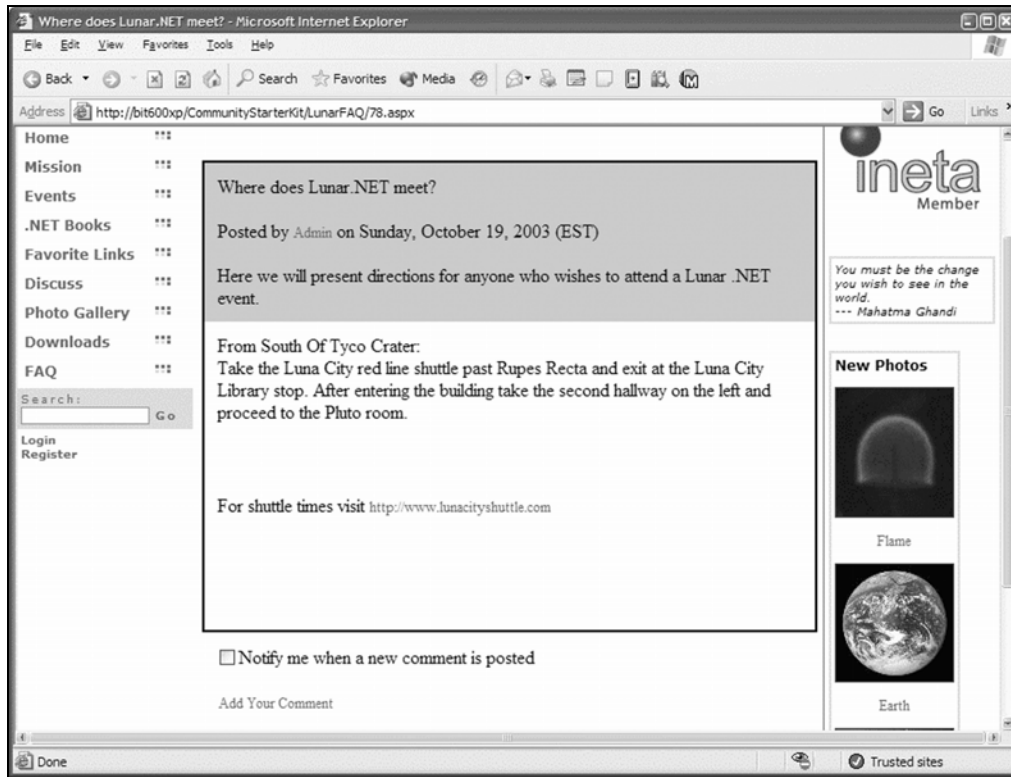 Where does Lunar.NET meet? - Microsoft Internet Explorer
File Edit View Favorites Tools Help
Back Search Favorites Media
Address http://bit600xp/CommunityStarterKit/LunarFAQ/78.aspx Go Links »
Home
Mission
Events
.NET Books
Favorite Links
Discuss
Photo Gallery
Downloads
FAQ
Search:
Go
Login
Register
Where does Lunar.NET meet?
Posted by Admin on Sunday, October 19, 2003 (EST)
Here we will present directions for anyone who wishes to attend a Lunar .NET
event.
From South Of Tyco Crater:
Take the Luna City red line shuttle past Rupes Recta and exit at the Luna City
Library stop. After entering the building take the second hallway on the left and
proceed to the Pluto room.
For shuttle times visit http://www.lunacityshuttle.com
Notify me when a new comment is posted
Add Your Comment
ineta
Member
You must be the change
you wish to see in the
world.
--- Mahatma Ghandi
New Photos
Flame
Earth
Done Trusted sites